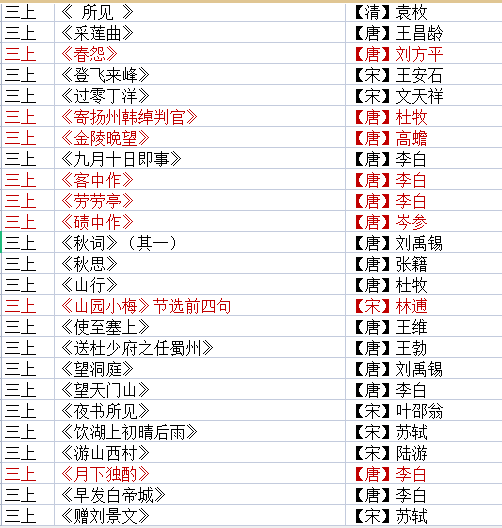 三上 《 所见 》 【清】袁枚
三上 《采莲曲》 【唐】王昌龄
三上 《春怨》 【唐】刘方平
三上 《登飞来峰》 【宋】王安石
三上 《过零丁洋》 【宋】文天祥
三上 《寄扬州韩绰判官》 【唐】杜牧
三上 《金陵晚望》 【唐】高蟾
三上 《九月十日即事》 【唐】李白
三上 《客中作》 【唐】李白
三上 《劳劳亭》 【唐】李白
三上 《碛中作》 【唐】岑参
三上 《秋词》（其一） 【唐】刘禹锡
三上 《秋思》 【唐】张籍
三上 《山行》 【唐】杜牧
三上 《山园小梅》节选前四句 【宋】林逋
三上 《使至塞上》 【唐】王维
三上 《送杜少府之任蜀州》 【唐】王勃
三上 《望洞庭》 【唐】刘禹锡
三上 《望天门山》 【唐】李白
三上 《夜书所见》 【宋】叶邵翁
三上 《饮湖上初晴后雨》 【宋】苏轼
三上 《游山西村》 【宋】陆游
三上 《月下独酌》 【唐】李白
三上 《早发白帝城》 【唐】李白
三上 《赠刘景文》 【宋】苏轼